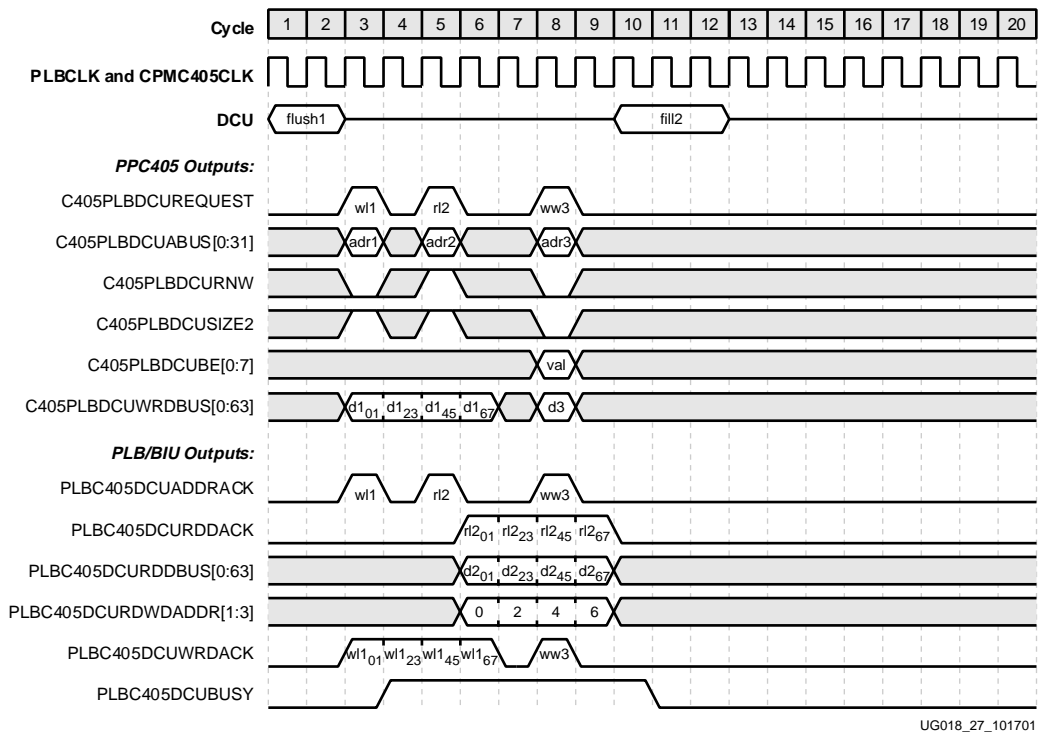 Cycle 1 2 3 4 5 6 7 8 9 10 11 12 13 14 15 16 17 18 19 20
PLBCLK and CPMC405CLK
DCU flush1 fill2
PPC405 Outputs:
C405PLBDCUREQUEST wl1 rl2 ww3
C405PLBDCUABUS[0:31] adr1 adr2 adr3
C405PLBDCURNW
C405PLBDCUSIZE2
C405PLBDCUBE[0:7] val
C405PLBDCUWRDBUS[0:63] d101 d123 d145 d167 d3
PLB/BIU Outputs:
PLBC405DCUADDRACK wl1 rl2 ww3
PLBC405DCURDDACK rl201 rl223 rl245 rl267
PLBC405DCURDDBUS[0:63] d201 d223 d245 d267
PLBC405DCURDWDADDR[1:3] 0 2 4 6
PLBC405DCUWRDACK wl101 wl123 wl145 wl167 ww3
PLBC405DCUBUSY
UG018_27_101701